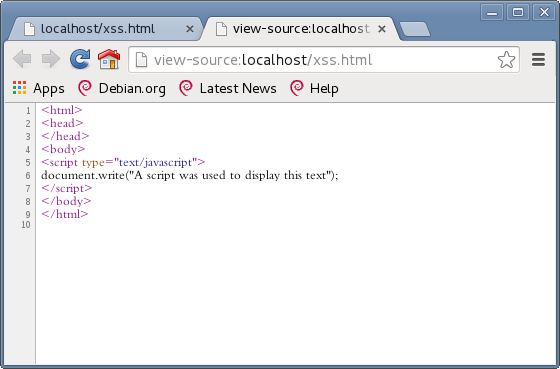 localhost/xss.html
view-source:localhost
view-source:localhost/xss.html
Apps Debian.org Latest News Help
1 <html>
2 <head>
3 </head>
4 <body>
5 <script type="text/javascript">
6 document.write("A script was used to display this text");
7 </script>
8 </body>
9 </html>
10